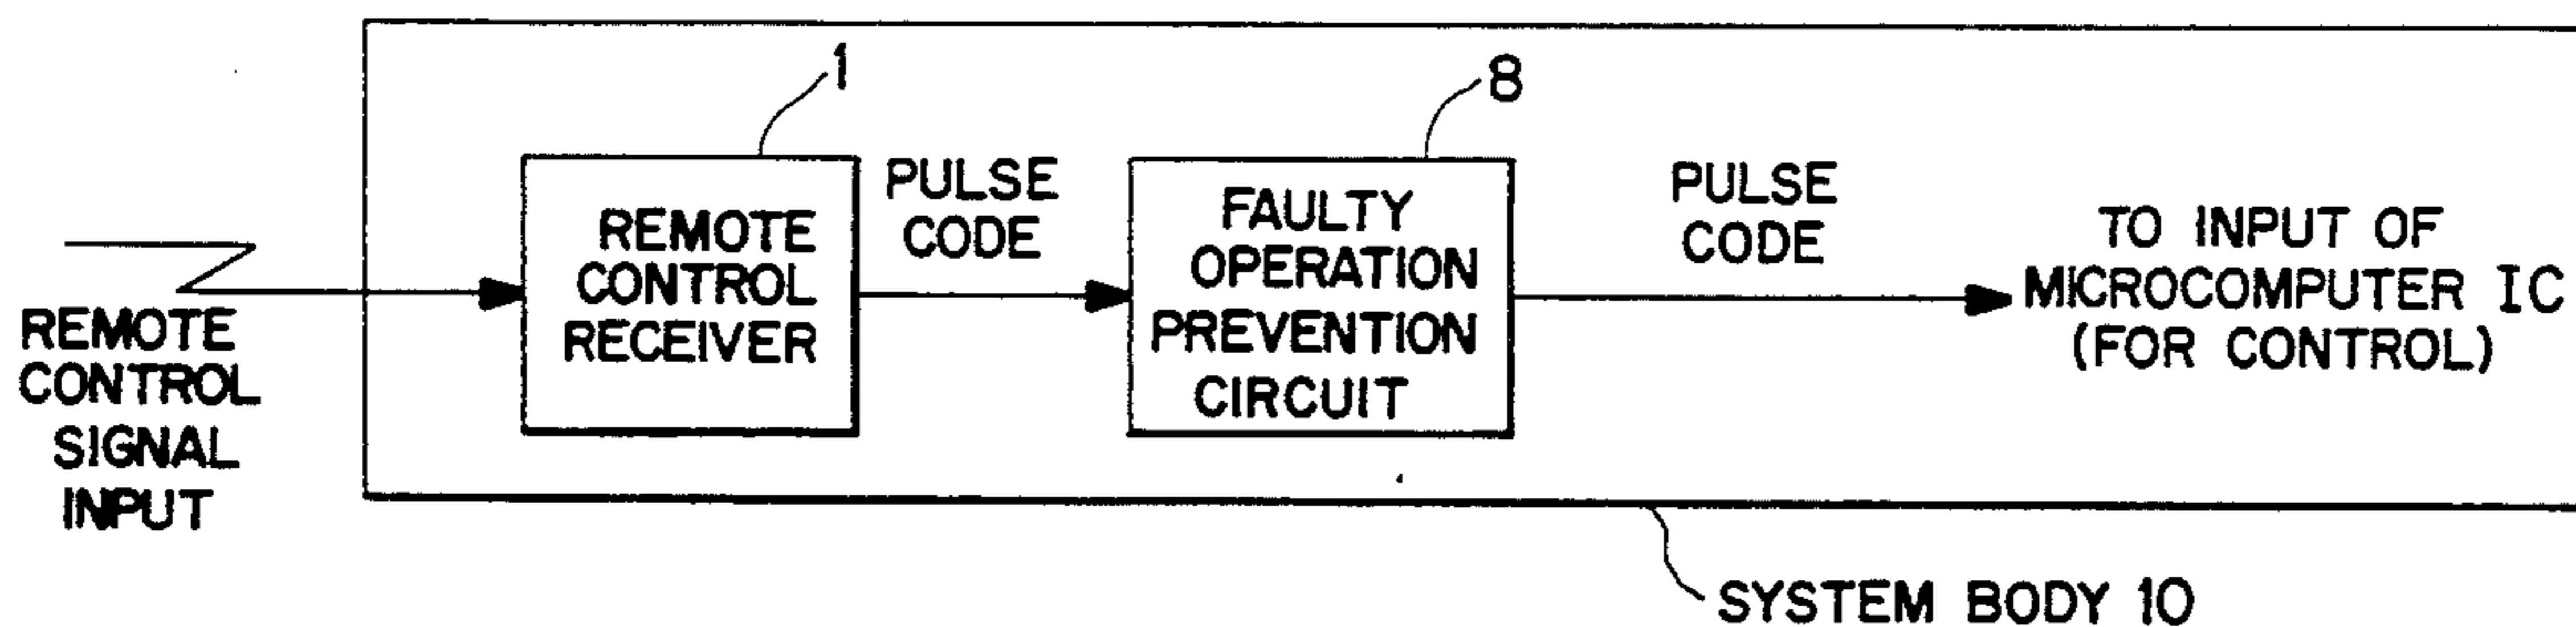 1
8
REMOTE
CONTROL
RECEIVER
PULSE
CODE
FAULTY
OPERATION
PREVENTION
CIRCUIT
PULSE
CODE
TO INPUT OF
MICROCOMPUTER IC
(FOR CONTROL)
REMOTE
CONTROL
SIGNAL
INPUT
SYSTEM BODY 10